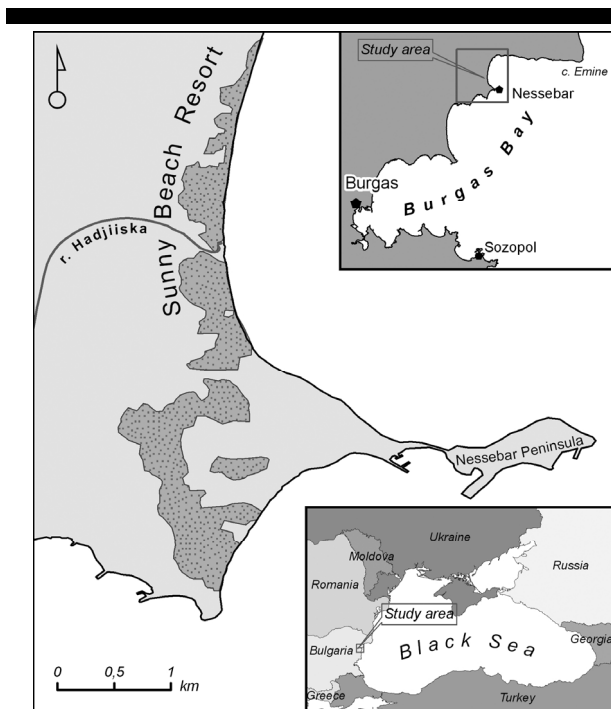 Study area
c. Emine
Nessebar
Burgas Bay
Burgas
Sozopol
Sunny Beach Resort
r. Hadjiiska
Nessebar Peninsula
Ukraine
Moldova
Russia
Romania
Study area
Black Sea
Georgia
Bulgaria
Greece
Turkey
0 0,5 1
km